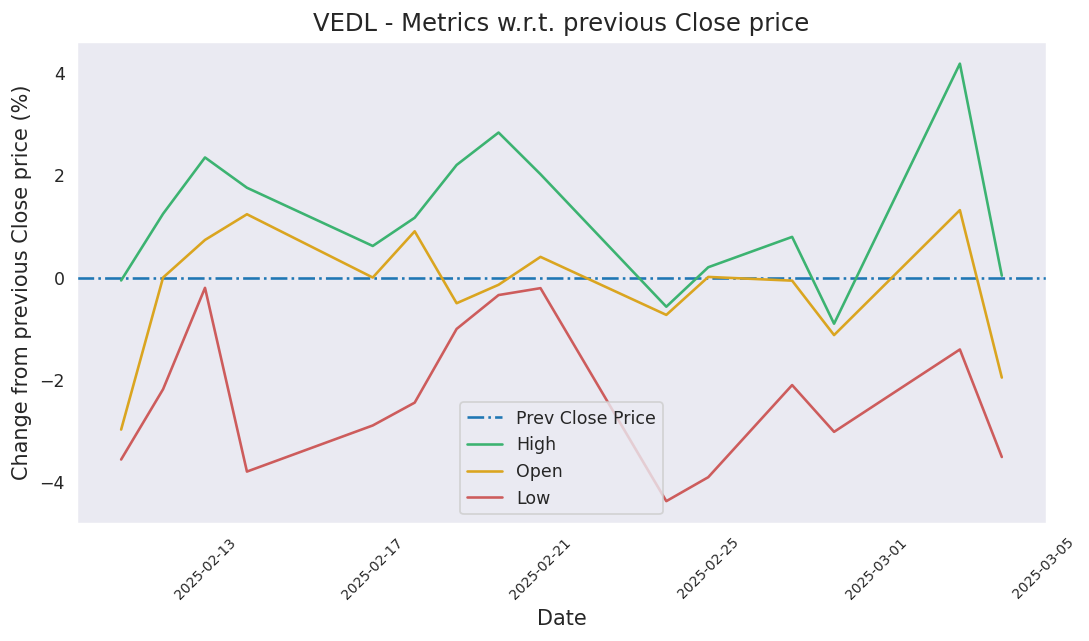 VEDL - Metrics w.r.t. previous Close price
Change from previous Close price (%)
4
2
0
−2
−4
Prev Close Price
High
Open
Low
2025-02-13
2025-02-17
2025-02-21
2025-02-25
2025-03-01
2025-03-05
Date